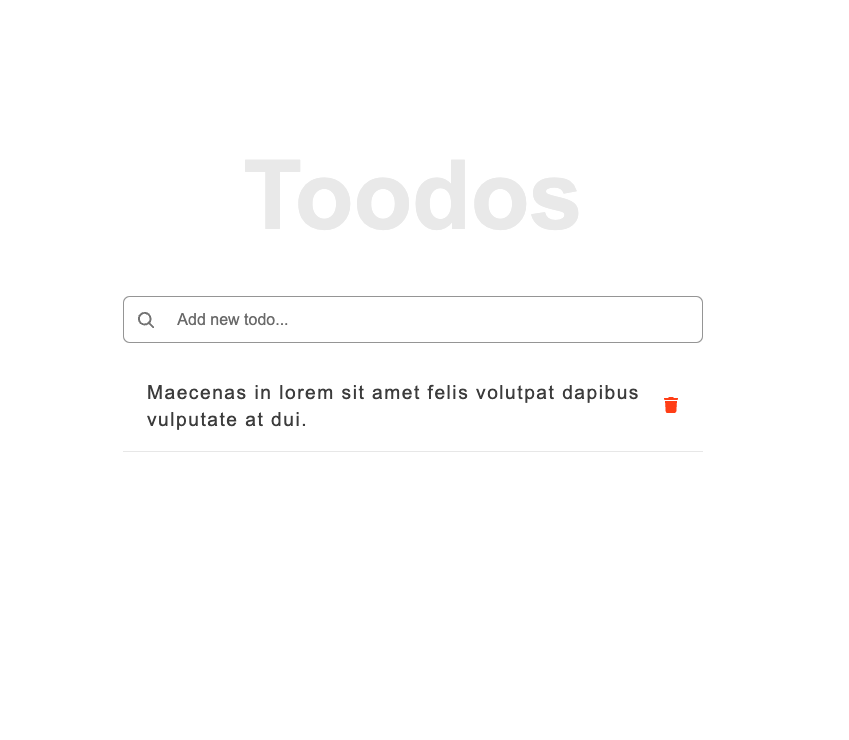 Toodos
Add new todo...
Maecenas in lorem sit amet felis volutpat dapibus
vulputate at dui.